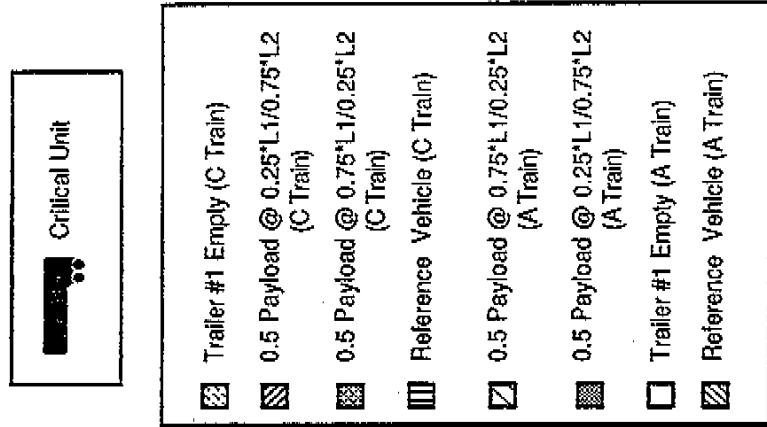 Critical Unit
Trailer #1 Empty (C Train)
0.5 Payload @ 0.25*L1/0.75*L2
(C Train)
0.5 Payload @ 0.75*L1/0.25*L2
(C Train)
Reference Vehicle (C Train)
0.5 Payload @ 0.75*L1/0.25*L2
(A Train)
0.5 Payload @ 0.25*L1/0.75*L2
(A Train)
Trailer #1 Empty (A Train)
Reference Vehicle (A Train)